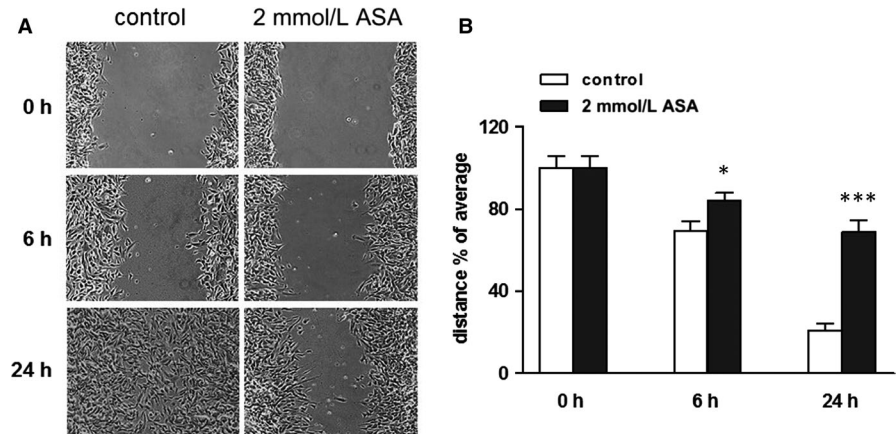 A
control
2 mmol/L ASA
0 h
6 h
24 h
B
control
2 mmol/L ASA
distance % of average
120
80
40
0
*
***
0 h
6 h
24 h